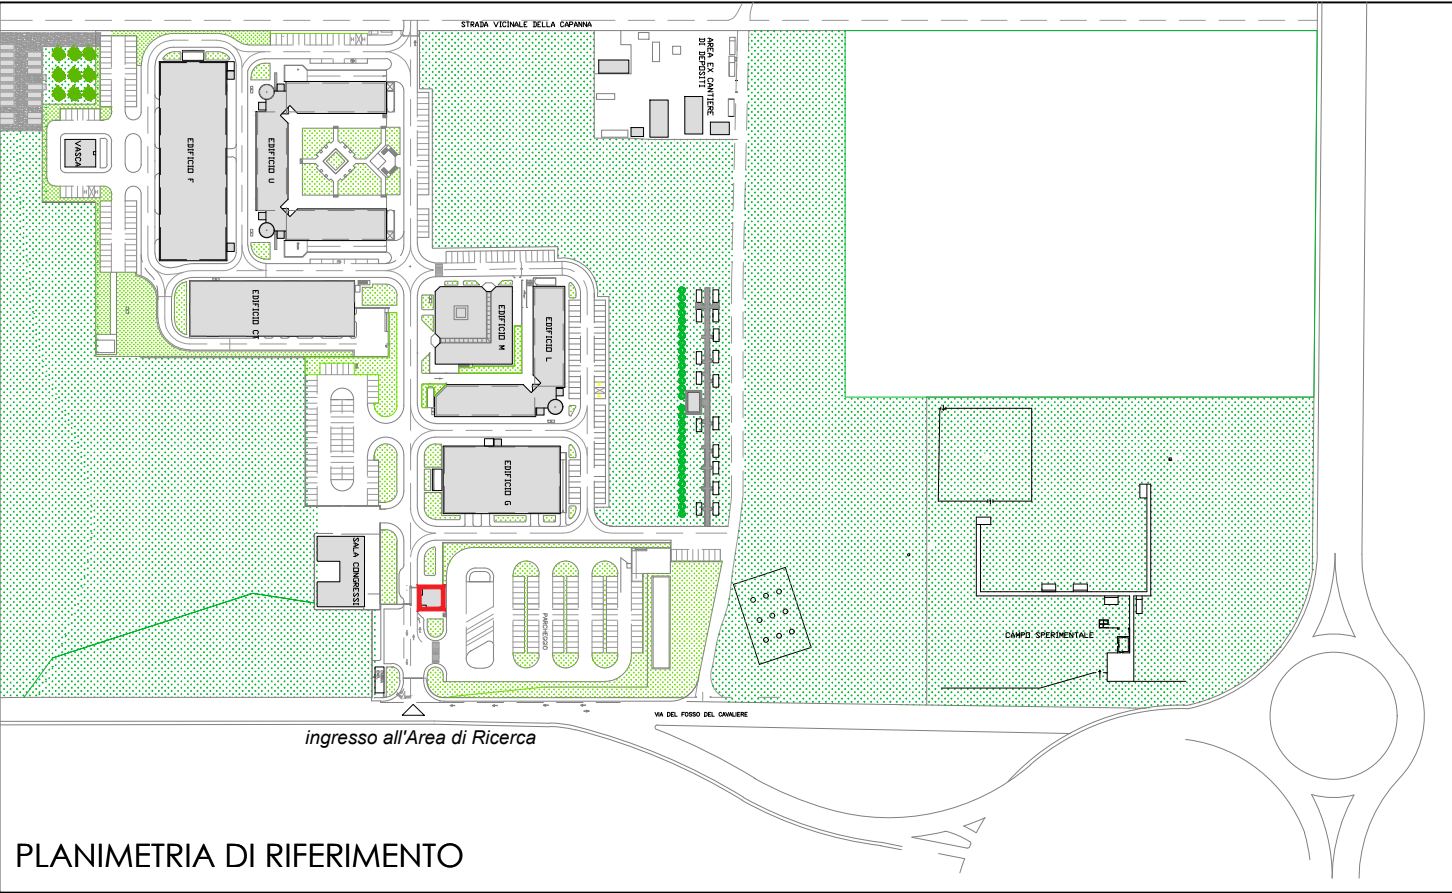 STRADA VICINALE DELLA CAPANNA
AREA EX CANTIERE
DI DEPOSITI
VASCA
EDIFICIO F
EDIFICIO U
EDIFICIO CT
EDIFICIO M
EDIFICIO L
EDIFICIO G
SALA CONGRESSI
PARCHEGGIO
CAMPO SPERIMENTALE
VIA DEL FOSSO DEL CAVALIERE
ingresso all'Area di Ricerca
PLANIMETRIA DI RIFERIMENTO